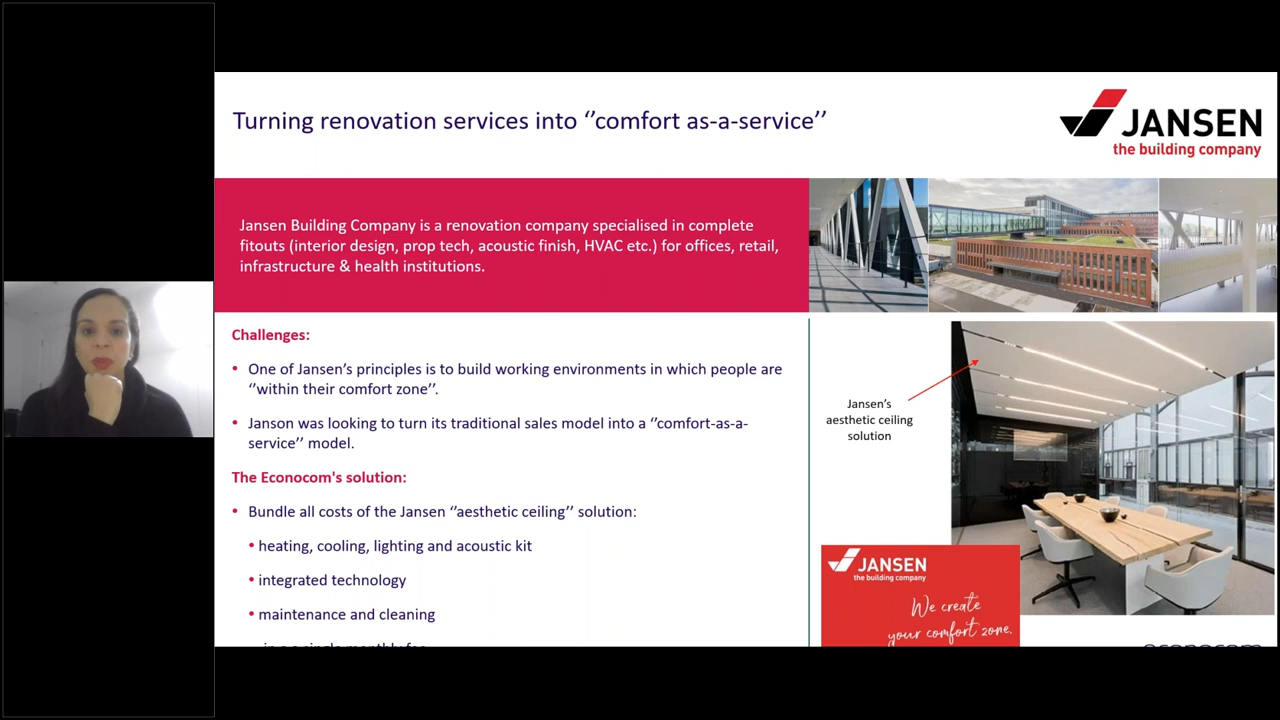 Turning renovation services into ‘’comfort as-a-service’’
JANSEN
the building company
Jansen Building Company is a renovation company specialised in complete
fitouts (interior design, prop tech, acoustic finish, HVAC etc.) for offices, retail,
infrastructure & health institutions.
Challenges:
• One of Jansen’s principles is to build working environments in which people are
‘’within their comfort zone’’.
• Janson was looking to turn its traditional sales model into a ‘’comfort-as-a-
service’’ model.
The Econocom's solution:
• Bundle all costs of the Jansen ‘’aesthetic ceiling’’ solution:
• heating, cooling, lighting and acoustic kit
• integrated technology
• maintenance and cleaning
Jansen’s
aesthetic ceiling
solution
JANSEN
the building company
We create
your comfort zone.